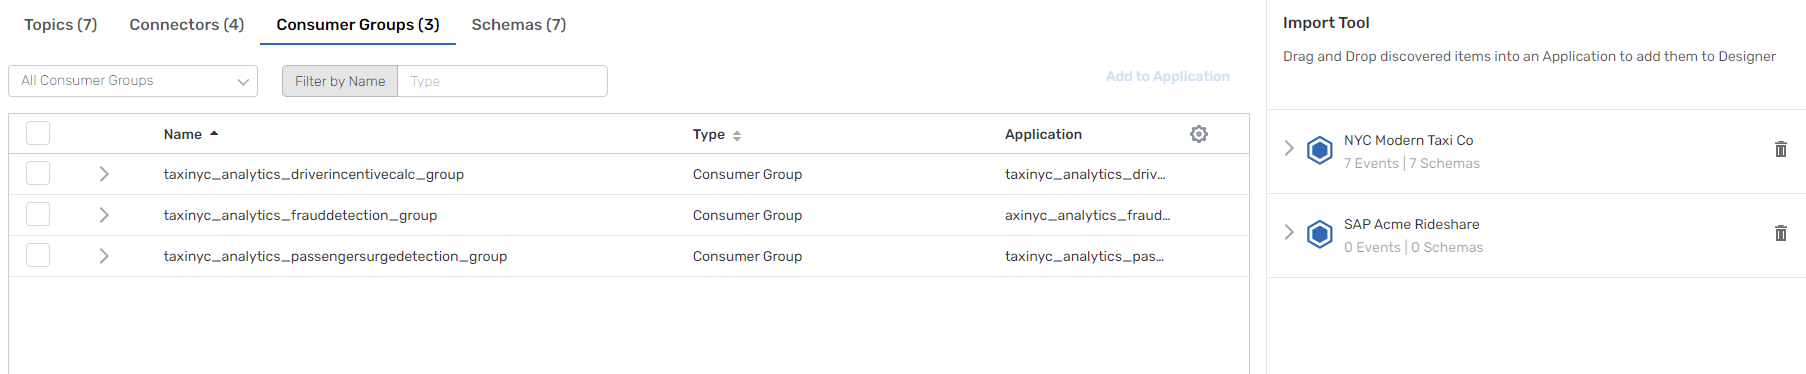 Topics (7) Connectors (4) Consumer Groups (3) Schemas (7)
All Consumer Groups Filter by Name Type Add to Application
Name Type Application
taxinyc_analytics_driverincentivecalc_group Consumer Group taxinyc_analytics_driv...
taxinyc_analytics_frauddetection_group Consumer Group axinyc_analytics_fraud...
taxinyc_analytics_passengersurgedetection_group Consumer Group taxinyc_analytics_pas...
Import Tool
Drag and Drop discovered items into an Application to add them to Designer
NYC Modern Taxi Co
7 Events | 7 Schemas
SAP Acme Rideshare
0 Events | 0 Schemas